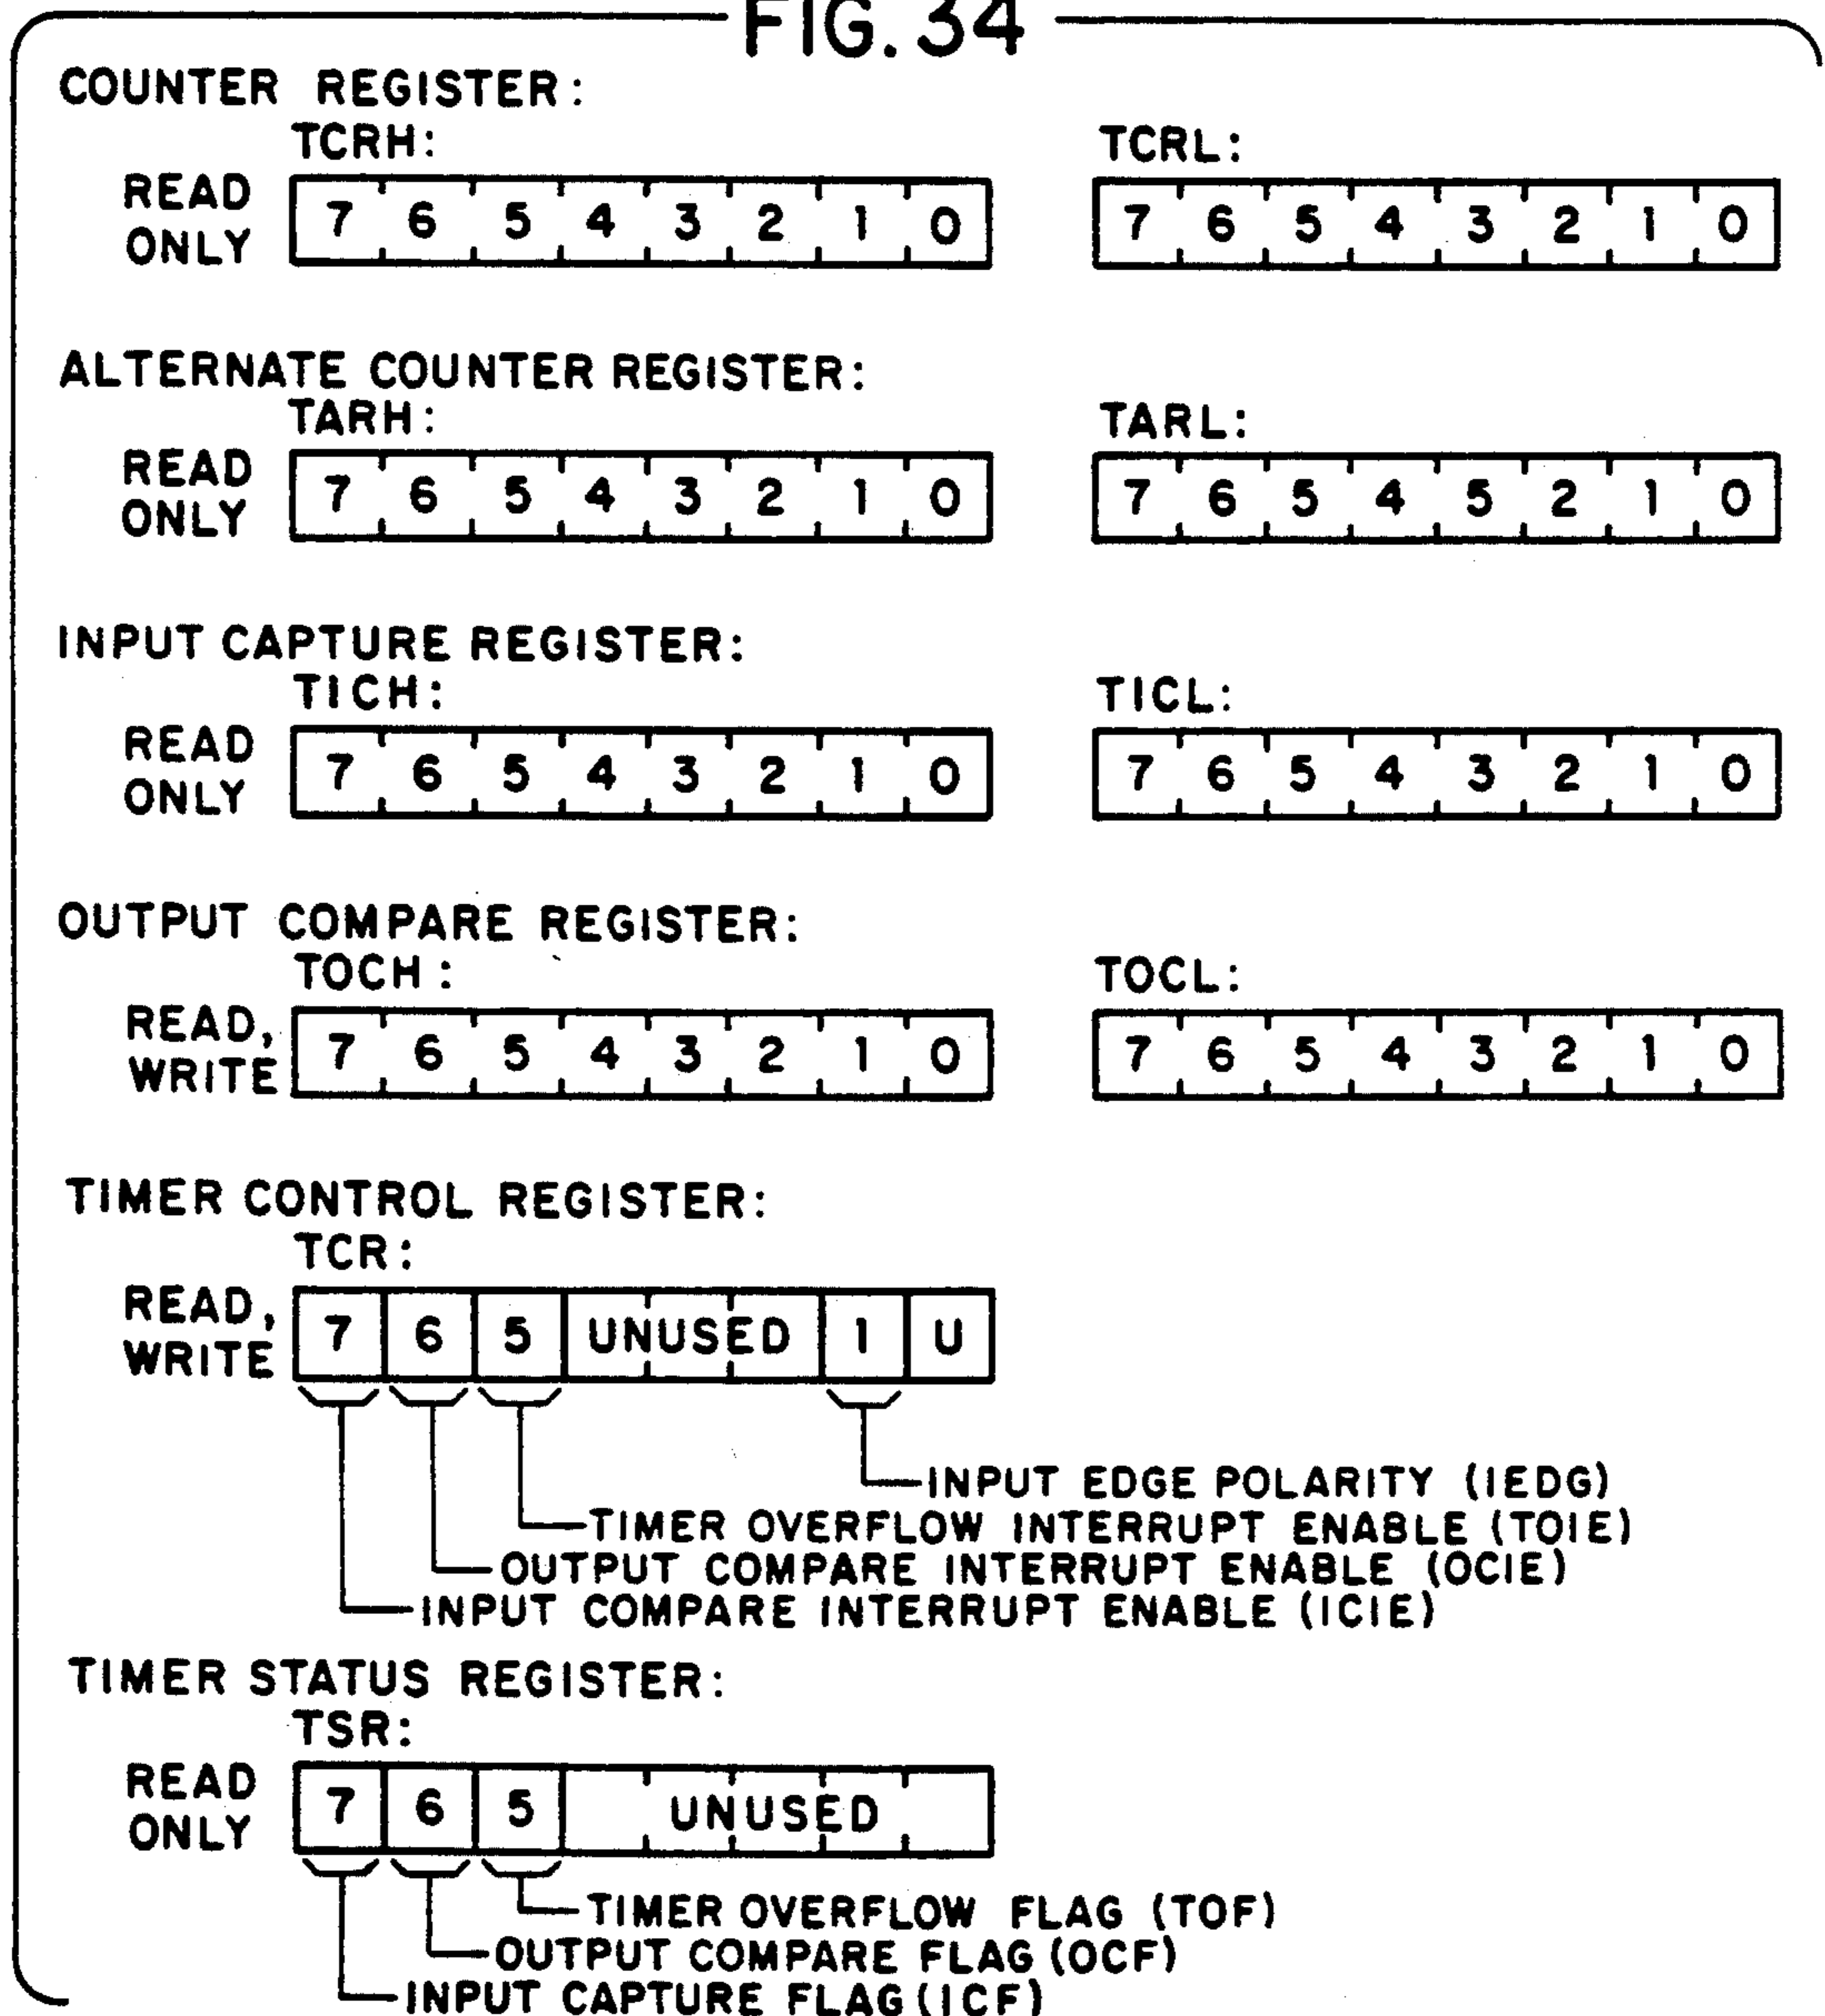 FIG. 34
COUNTER REGISTER:
TCRH: TCRL:
READ ONLY 7 6 5 4 3 2 1 0 7 6 5 4 3 2 1 0
ALTERNATE COUNTER REGISTER:
TARH: TARL:
READ ONLY 7 6 5 4 3 2 1 0 7 6 5 4 5 2 1 0
INPUT CAPTURE REGISTER:
TICH: TICL:
READ ONLY 7 6 5 4 3 2 1 0 7 6 5 4 3 2 1 0
OUTPUT COMPARE REGISTER:
TOCH: TOCL:
READ, WRITE 7 6 5 4 3 2 1 0 7 6 5 4 3 2 1 0
TIMER CONTROL REGISTER:
TCR:
READ, WRITE 7 6 5 UNUSED 1 U
INPUT EDGE POLARITY (IEDG)
TIMER OVERFLOW INTERRUPT ENABLE (TOIE)
OUTPUT COMPARE INTERRUPT ENABLE (OCIE)
INPUT COMPARE INTERRUPT ENABLE (ICIE)
TIMER STATUS REGISTER:
TSR:
READ ONLY 7 6 5 UNUSED
TIMER OVERFLOW FLAG (TOF)
OUTPUT COMPARE FLAG (OCF)
INPUT CAPTURE FLAG (ICF)